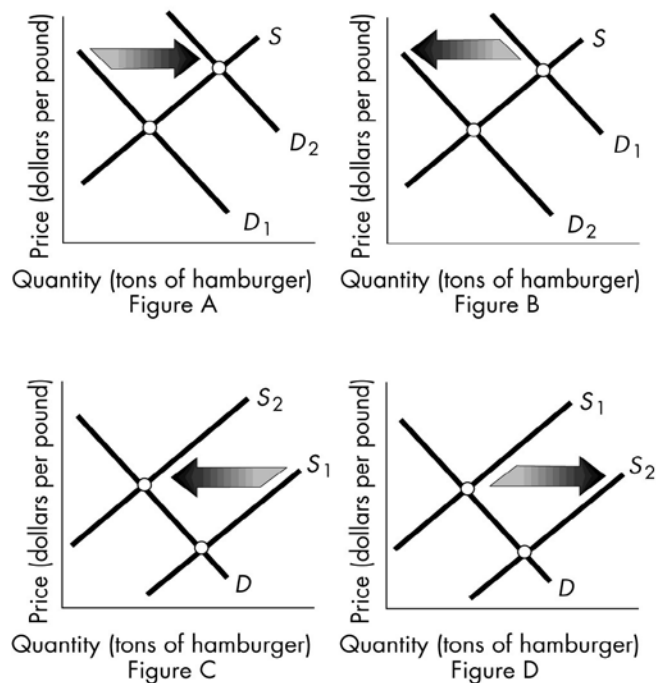 Price (dollars per pound)
S
D2
D1
Quantity (tons of hamburger)
Figure A
Price (dollars per pound)
S
D1
D2
Quantity (tons of hamburger)
Figure B
Price (dollars per pound)
S2
S1
D
Quantity (tons of hamburger)
Figure C
Price (dollars per pound)
S1
S2
D
Quantity (tons of hamburger)
Figure D